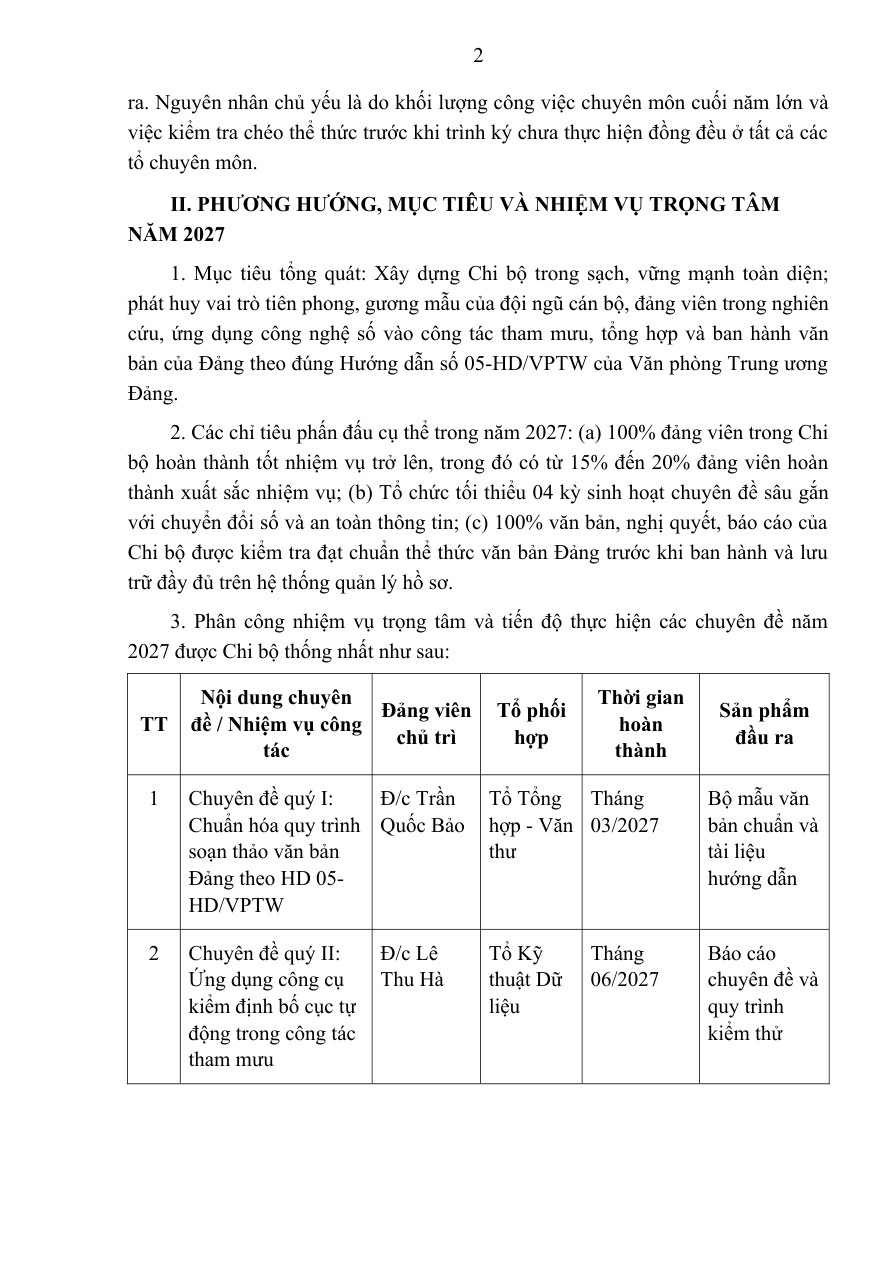 2
ra. Nguyên nhân chủ yếu là do khối lượng công việc chuyên môn cuối năm lớn và
việc kiểm tra chéo thể thức trước khi trình ký chưa thực hiện đồng đều ở tất cả các
tổ chuyên môn.
II. PHƯƠNG HƯỚNG, MỤC TIÊU VÀ NHIỆM VỤ TRỌNG TÂM
NĂM 2027
1. Mục tiêu tổng quát: Xây dựng Chi bộ trong sạch, vững mạnh toàn diện;
phát huy vai trò tiên phong, gương mẫu của đội ngũ cán bộ, đảng viên trong nghiên
cứu, ứng dụng công nghệ số vào công tác tham mưu, tổng hợp và ban hành văn
bản của Đảng theo đúng Hướng dẫn số 05-HD/VPTW của Văn phòng Trung ương
Đảng.
2. Các chỉ tiêu phấn đấu cụ thể trong năm 2027: (a) 100% đảng viên trong Chi
bộ hoàn thành tốt nhiệm vụ trở lên, trong đó có từ 15% đến 20% đảng viên hoàn
thành xuất sắc nhiệm vụ; (b) Tổ chức tối thiểu 04 kỳ sinh hoạt chuyên đề sâu gắn
với chuyển đổi số và an toàn thông tin; (c) 100% văn bản, nghị quyết, báo cáo của
Chi bộ được kiểm tra đạt chuẩn thể thức văn bản Đảng trước khi ban hành và lưu
trữ đầy đủ trên hệ thống quản lý hồ sơ.
3. Phân công nhiệm vụ trọng tâm và tiến độ thực hiện các chuyên đề năm
2027 được Chi bộ thống nhất như sau:
TT
Nội dung chuyên
đề / Nhiệm vụ công
tác
Đảng viên
chủ trì
Tổ phối
hợp
Thời gian
hoàn
thành
Sản phẩm
đầu ra
1
Chuyên đề quý I:
Chuẩn hóa quy trình
soạn thảo văn bản
Đảng theo HD 05-
HD/VPTW
Đ/c Trần
Quốc Bảo
Tổ Tổng
hợp - Văn
thư
Tháng
03/2027
Bộ mẫu văn
bản chuẩn và
tài liệu
hướng dẫn
2
Chuyên đề quý II:
Ứng dụng công cụ
kiểm định bố cục tự
động trong công tác
tham mưu
Đ/c Lê
Thu Hà
Tổ Kỹ
thuật Dữ
liệu
Tháng
06/2027
Báo cáo
chuyên đề và
quy trình
kiểm thử